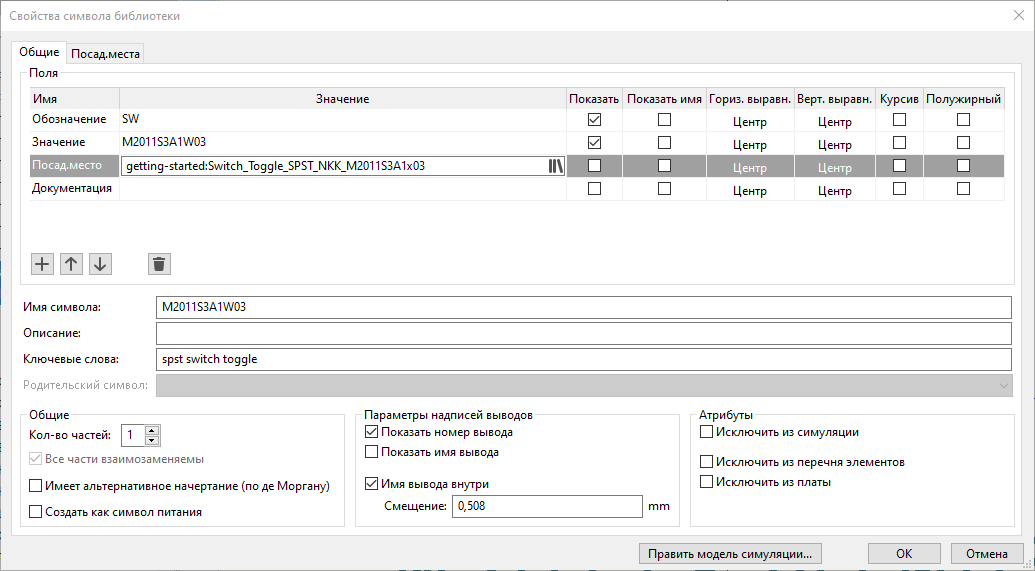 Свойства символа библиотеки
Общие Посад.места
Поля
Имя Значение Показать Показать имя Гориз. выравн. Верт. выравн. Курсив Полужирный
Обозначение SW Центр Центр
Значение M2011S3A1W03 Центр Центр
Посад.место getting-started:Switch_Toggle_SPST_NKK_M2011S3A1x03 Центр Центр
Документация Центр Центр
Имя символа: M2011S3A1W03
Описание:
Ключевые слова: spst switch toggle
Родительский символ:
Общие Параметры надписей выводов Атрибуты
Кол-во частей: 1 Показать номер вывода Исключить из симуляции
Все части взаимозаменяемы Показать имя вывода Исключить из перечня элементов
Имеет альтернативное начертание (по де Моргану) Имя вывода внутри Исключить из платы
Создать как символ питания Смещение: 0,508 mm
Править модель симуляции... OK Отмена